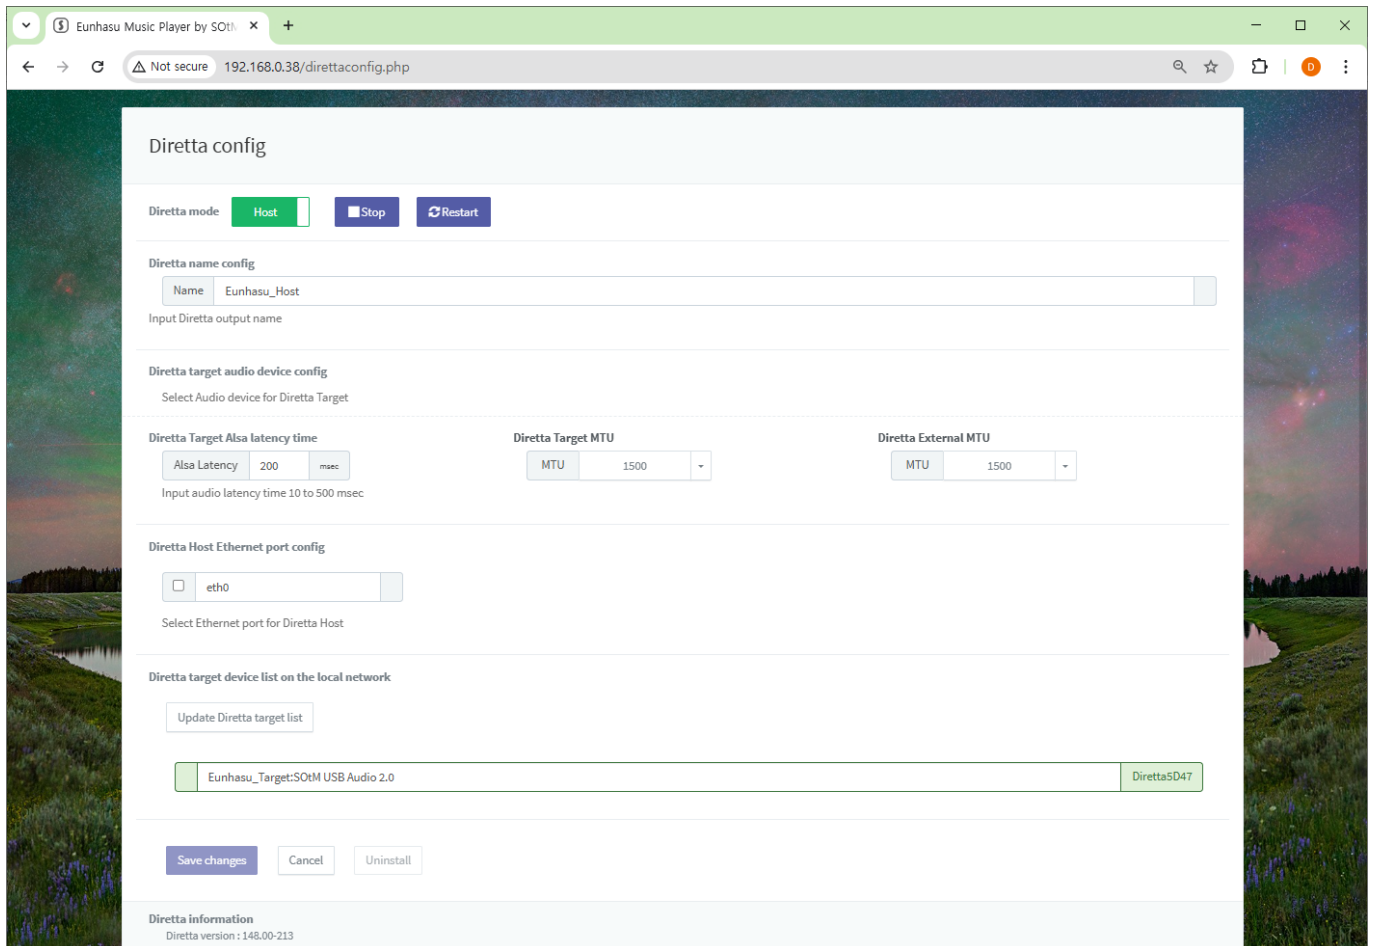 Eunhasu Music Player by SOtM
Not secure 192.168.0.38/direttaconfig.php
D
Diretta config
Diretta mode Host Stop Restart
Diretta name config
Name Eunhasu_Host
Input Diretta output name
Diretta target audio device config
Select Audio device for Diretta Target
Diretta Target Alsa latency time Diretta Target MTU Diretta External MTU
Alsa Latency 200 msec MTU 1500 MTU 1500
Input audio latency time 10 to 500 msec
Diretta Host Ethernet port config
eth0
Select Ethernet port for Diretta Host
Diretta target device list on the local network
Update Diretta target list
Eunhasu_Target:SOtM USB Audio 2.0 Diretta5D47
Save changes Cancel Uninstall
Diretta information
Diretta version : 148.00-213